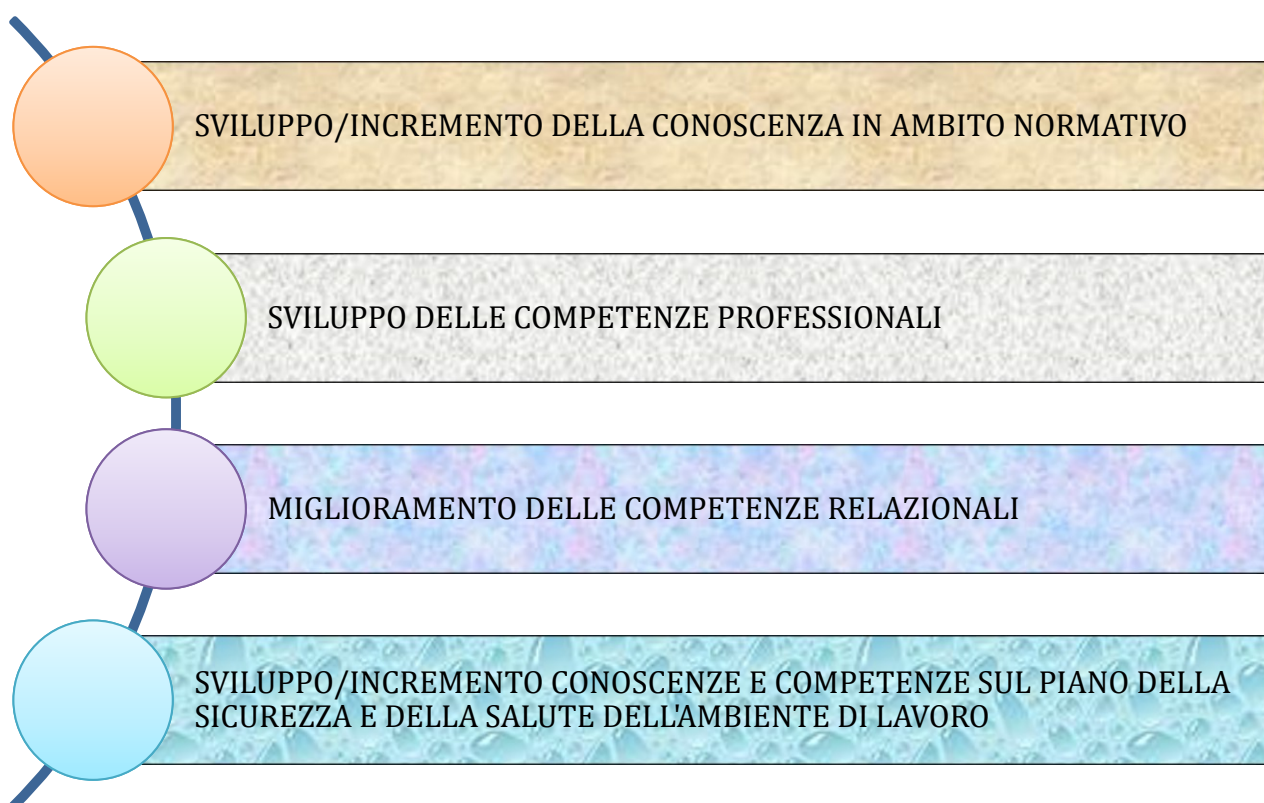 SVILUPPO/INCREMENTO DELLA CONOSCENZA IN AMBITO NORMATIVO
SVILUPPO DELLE COMPETENZE PROFESSIONALI
MIGLIORAMENTO DELLE COMPETENZE RELAZIONALI
SVILUPPO/INCREMENTO CONOSCENZE E COMPETENZE SUL PIANO DELLA
SICUREZZA E DELLA SALUTE DELL'AMBIENTE DI LAVORO